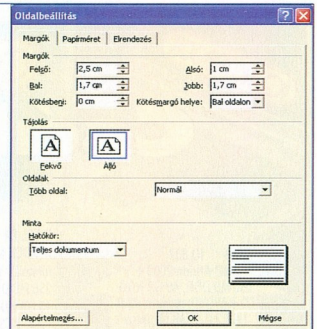 Oldalbeállítás
Margók Papírméret Elrendezés
Margók
Felső: 2,5 cm Alsó: 1 cm
Bal: 1,7 cm Jobb: 1,7 cm
Kötésben: 0 cm Kötésmargó helye: Bal oldalon
Tájolás
A A
Fekvő Álló
Oldalak
Több oldal: Normál
Minta
Hatókör:
Teljes dokumentum
Alapértelmezés... OK Mégse